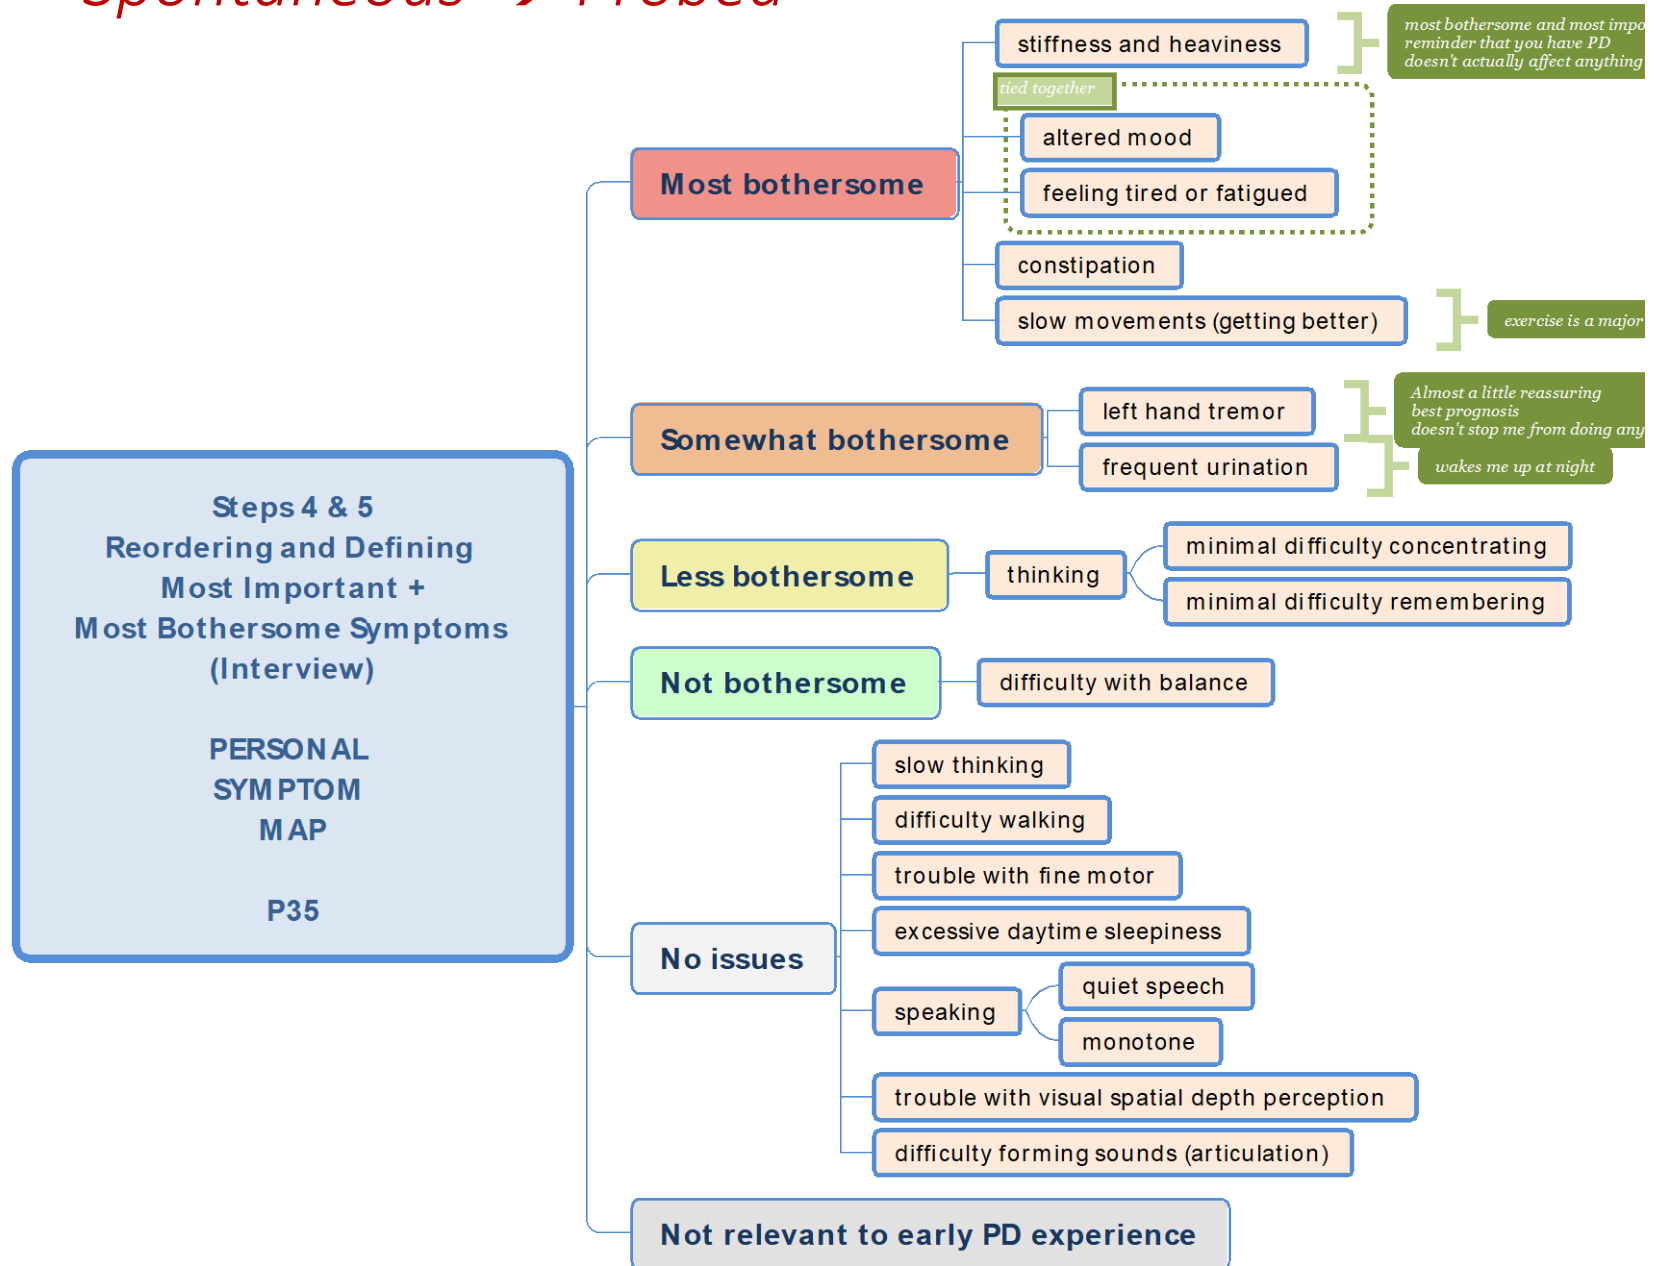 Spontaneous → Probed
Steps 4 & 5
Reordering and Defining
Most Important +
Most Bothersome Symptoms
(Interview)
PERSONAL
SYMPTOM
MAP
P35
Most bothersome
stiffness and heaviness
most bothersome and most impo
reminder that you have PD
doesn't actually affect anything
tied together
altered mood
feeling tired or fatigued
constipation
slow movements (getting better)
exercise is a major
Somewhat bothersome
left hand tremor
Almost a little reassuring
best prognosis
doesn't stop me from doing any
frequent urination
wakes me up at night
Less bothersome
thinking
minimal difficulty concentrating
minimal difficulty remembering
Not bothersome
difficulty with balance
No issues
slow thinking
difficulty walking
trouble with fine motor
excessive daytime sleepiness
speaking
quiet speech
monotone
trouble with visual spatial depth perception
difficulty forming sounds (articulation)
Not relevant to early PD experience